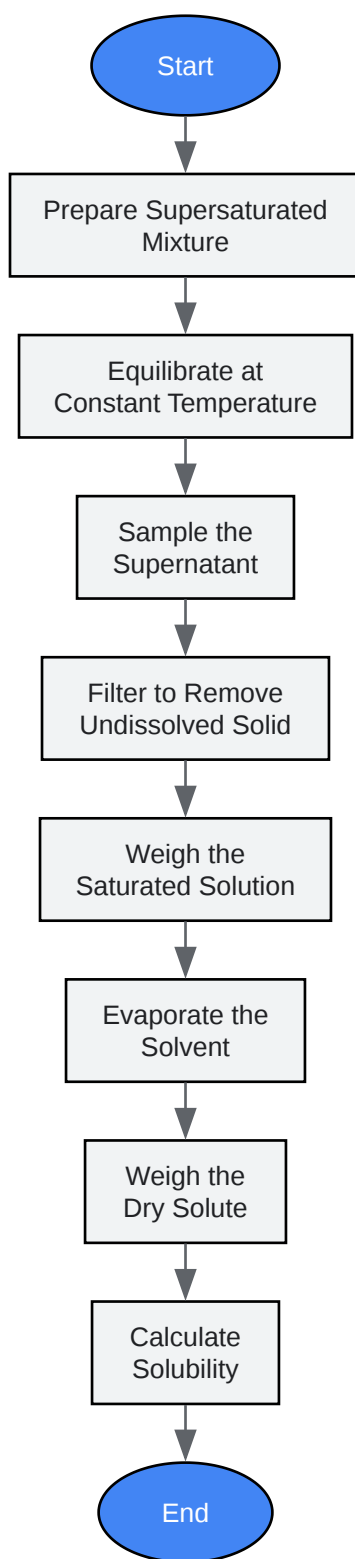 Start
Prepare Supersaturated
Mixture
Equilibrate at
Constant Temperature
Sample the
Supernatant
Filter to Remove
Undissolved Solid
Weigh the
Saturated Solution
Evaporate the
Solvent
Weigh the
Dry Solute
Calculate
Solubility
End